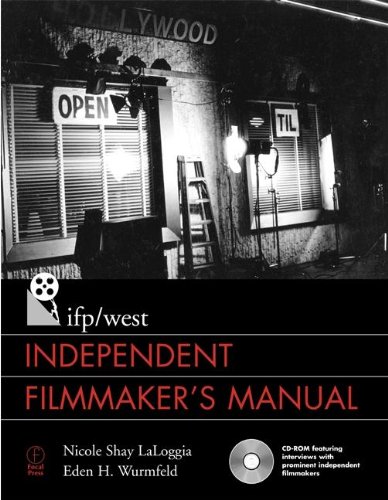 HOLLYWOOD
OPEN
TIL
ifp/west
INDEPENDENT
FILMMAKER'S MANUAL
Nicole Shay LaLoggia
Eden H. Wurmfeld
Focal
Press
CD-ROM featuring
interviews with
prominent independent
filmmakers